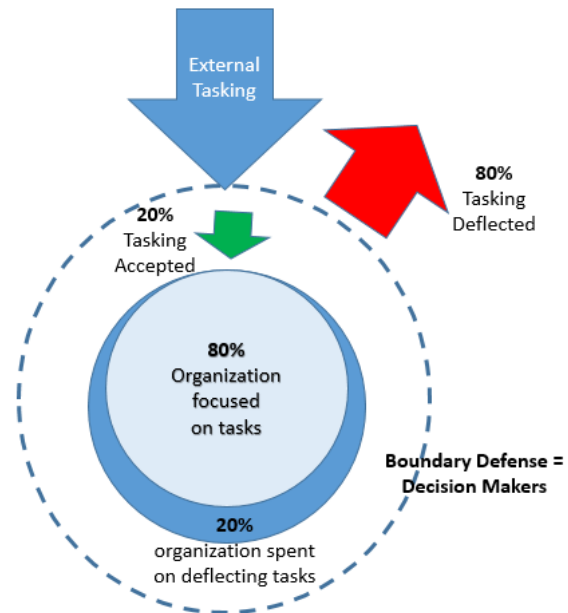 External
Tasking
80%
Tasking
Deflected
20%
Tasking
Accepted
80%
Organization
focused
on tasks
Boundary Defense =
Decision Makers
20%
organization spent
on deflecting tasks